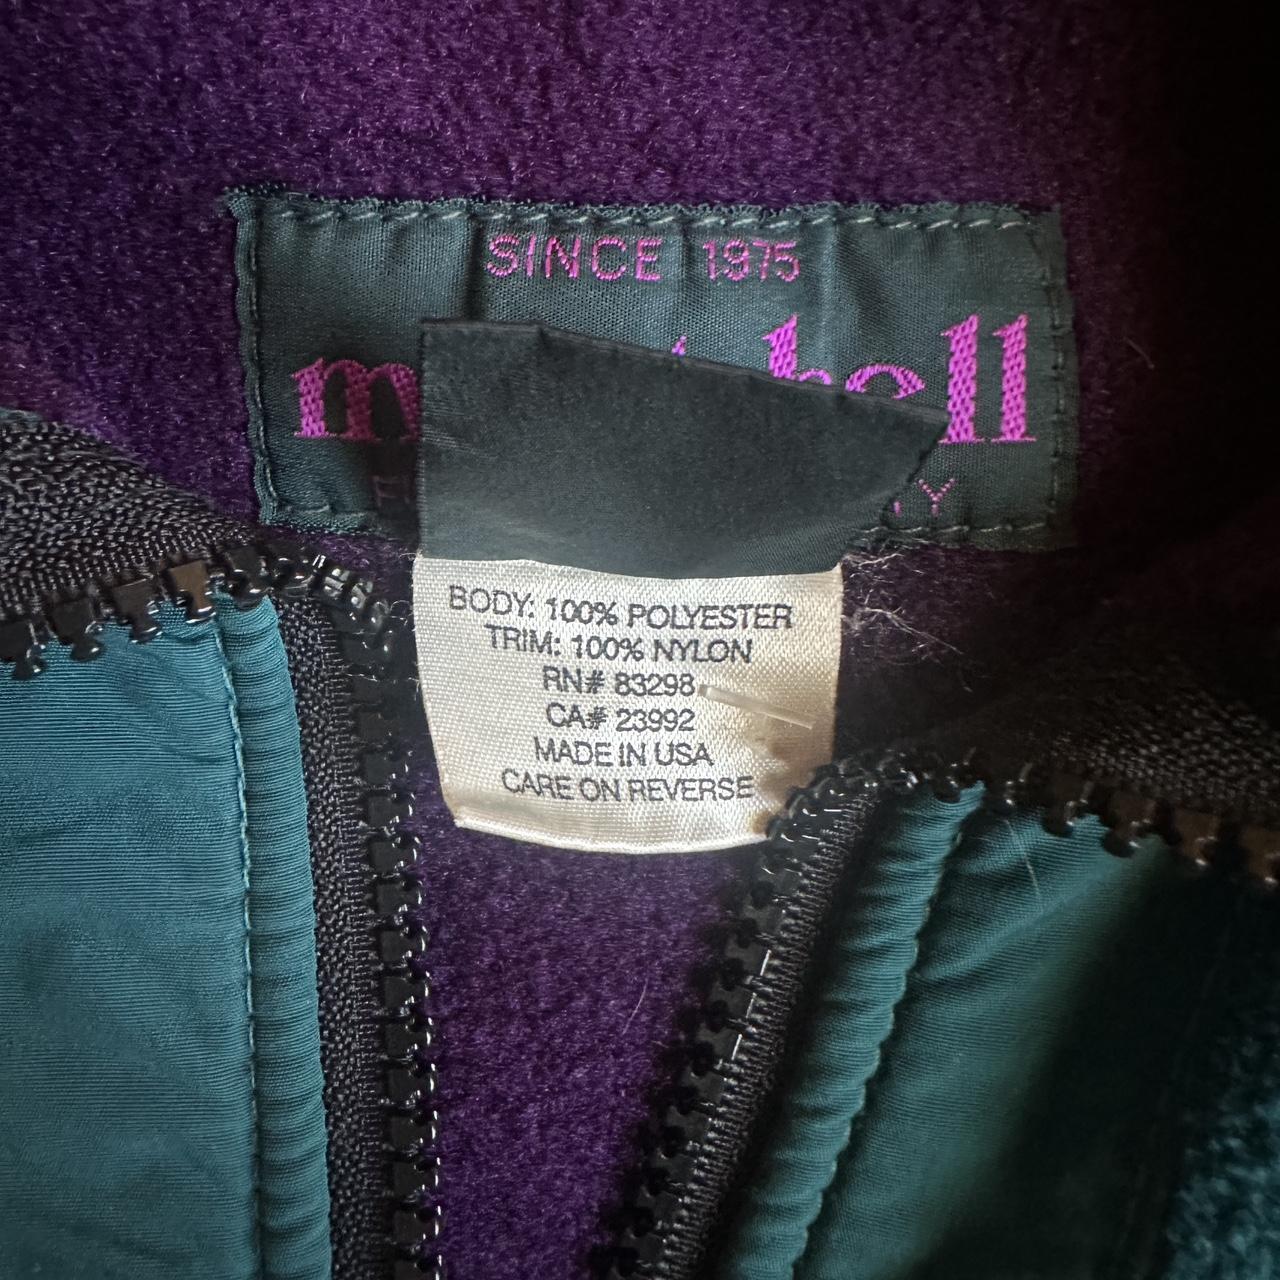 SINCE 1975
BODY: 100% POLYESTER
TRIM: 100% NYLON
RN# 83298
CA# 23992
MADE IN USA
CARE ON REVERSE